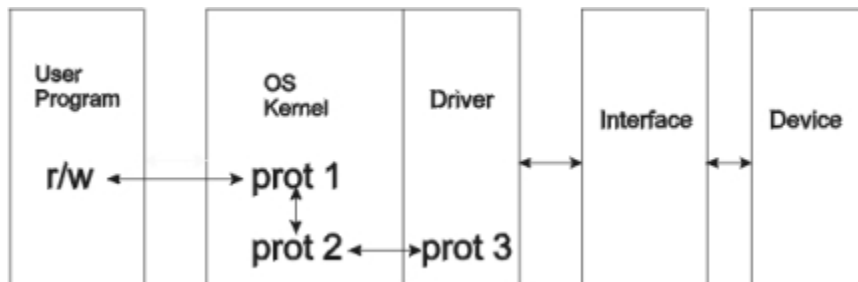 User
Program
OS
Kernel
Driver
Interface
Device
r/w
prot 1
prot 2
prot 3